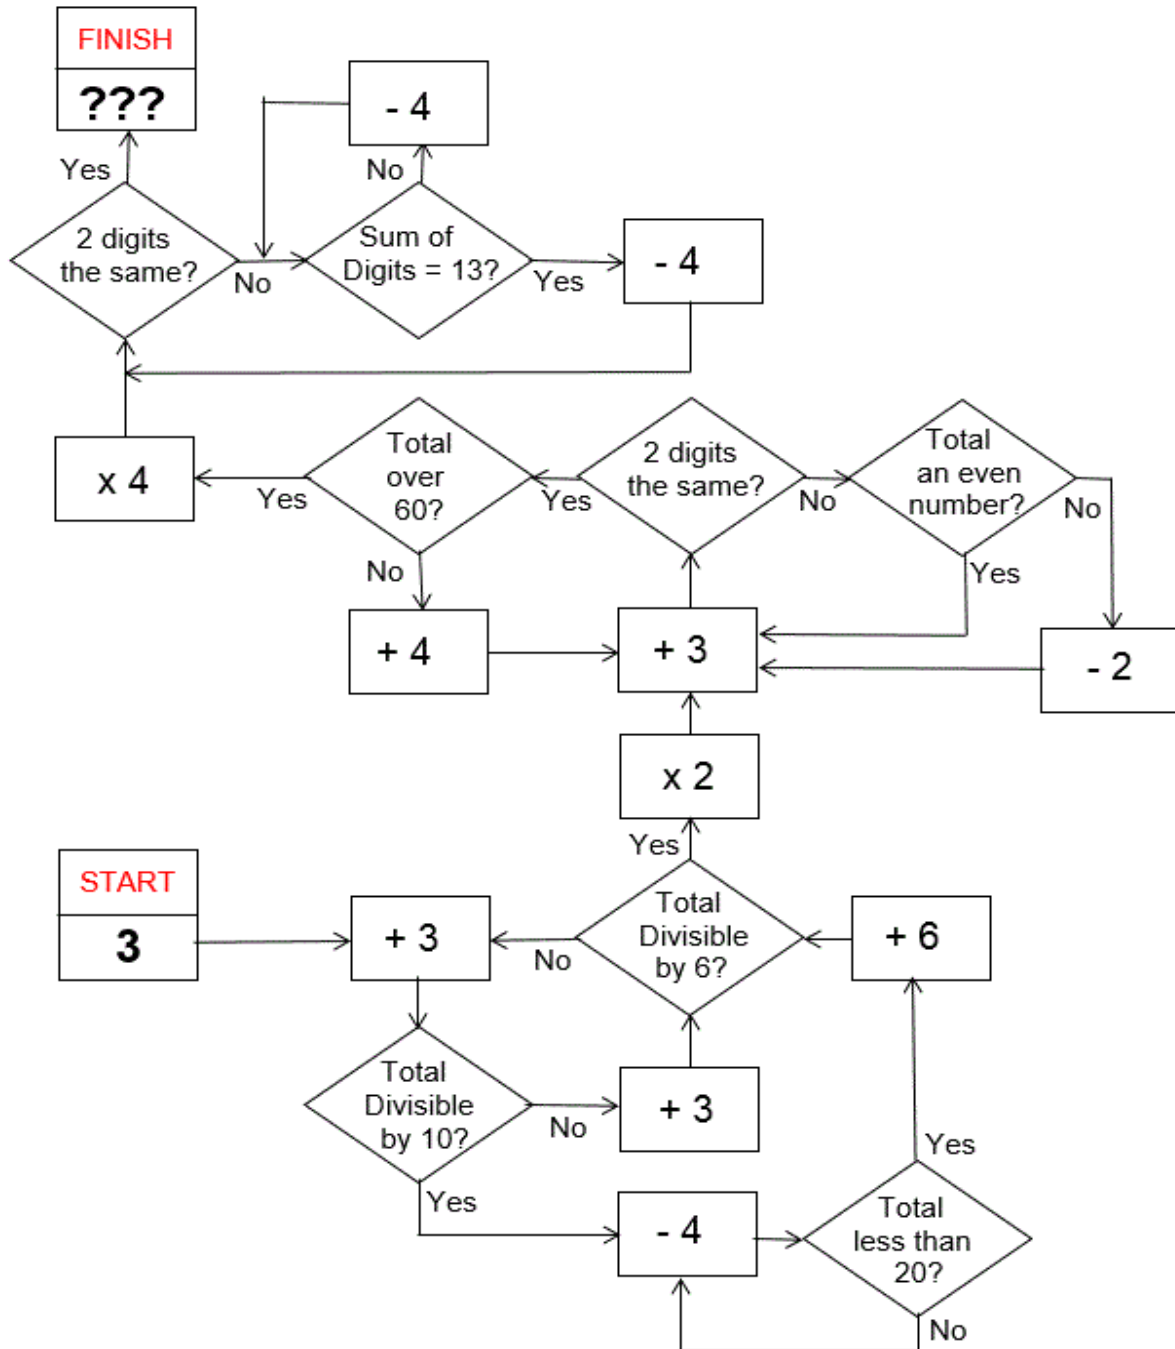 FINISH
???
- 4
Yes
No
2 digits
the same?
No
Sum of
Digits = 13?
Yes
- 4
x 4
Yes
Total
over
60?
Yes
2 digits
the same?
No
Total
an even
number?
No
No
Yes
+ 4
+ 3
- 2
x 2
Yes
START
3
+ 3
No
Total
Divisible
by 6?
+ 6
Total
Divisible
by 10?
No
+ 3
Yes
Yes
- 4
Total
less than
20?
No